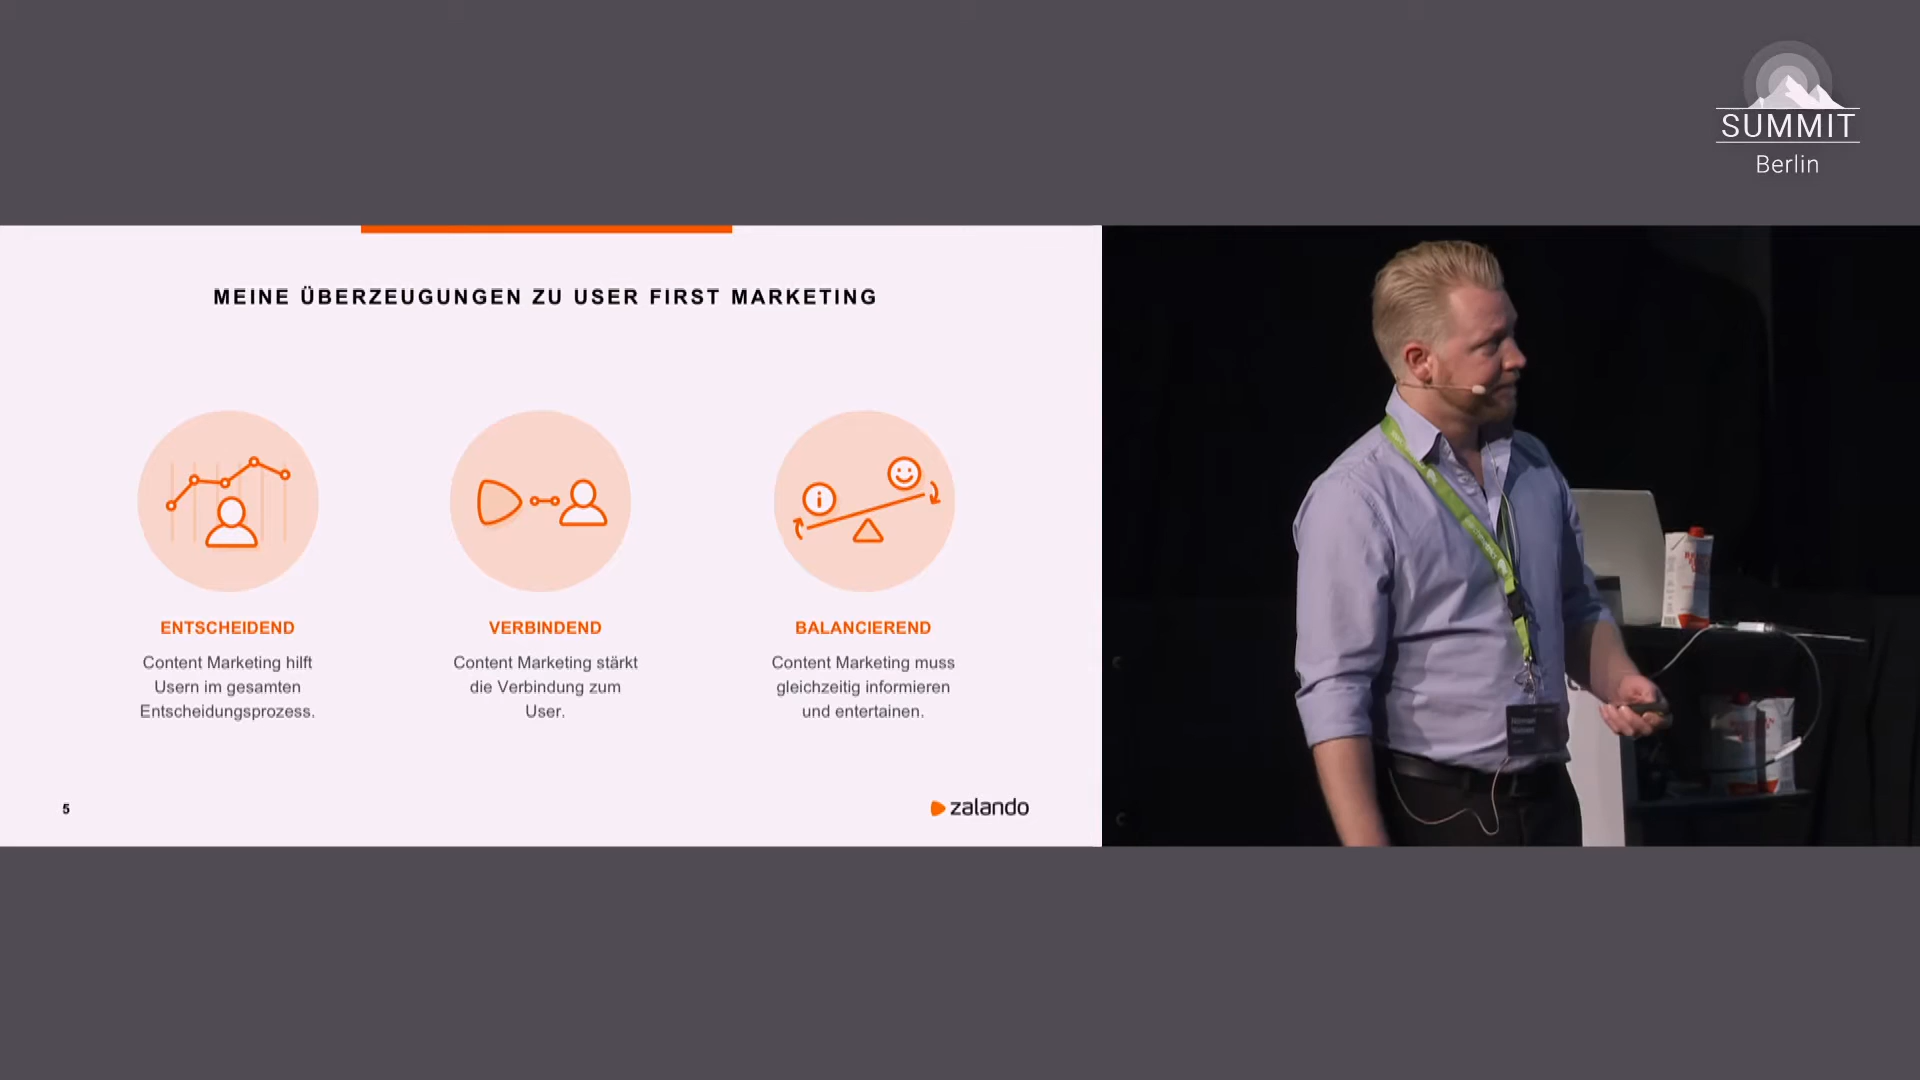 SUMMIT
Berlin
MEINE ÜBERZEUGUNGEN ZU USER FIRST MARKETING
ENTSCHEIDEND
Content Marketing hilft
Usern im gesamten
Entscheidungsprozess.
VERBINDEND
Content Marketing stärkt
die Verbindung zum
User.
BALANCIEREND
Content Marketing muss
gleichzeitig informieren
und entertainen.
5
zalando